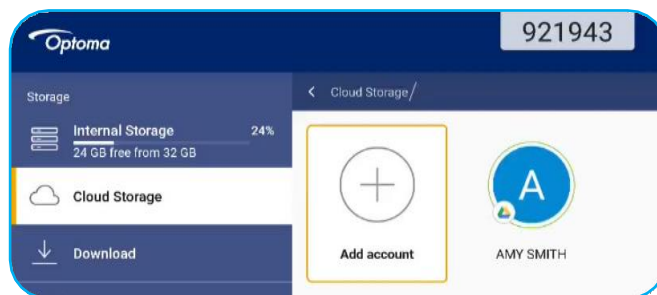 Optoma
921943
Storage
Internal Storage 24%
24 GB free from 32 GB
Cloud Storage
Download
< Cloud Storage/
Add account
A
AMY SMITH